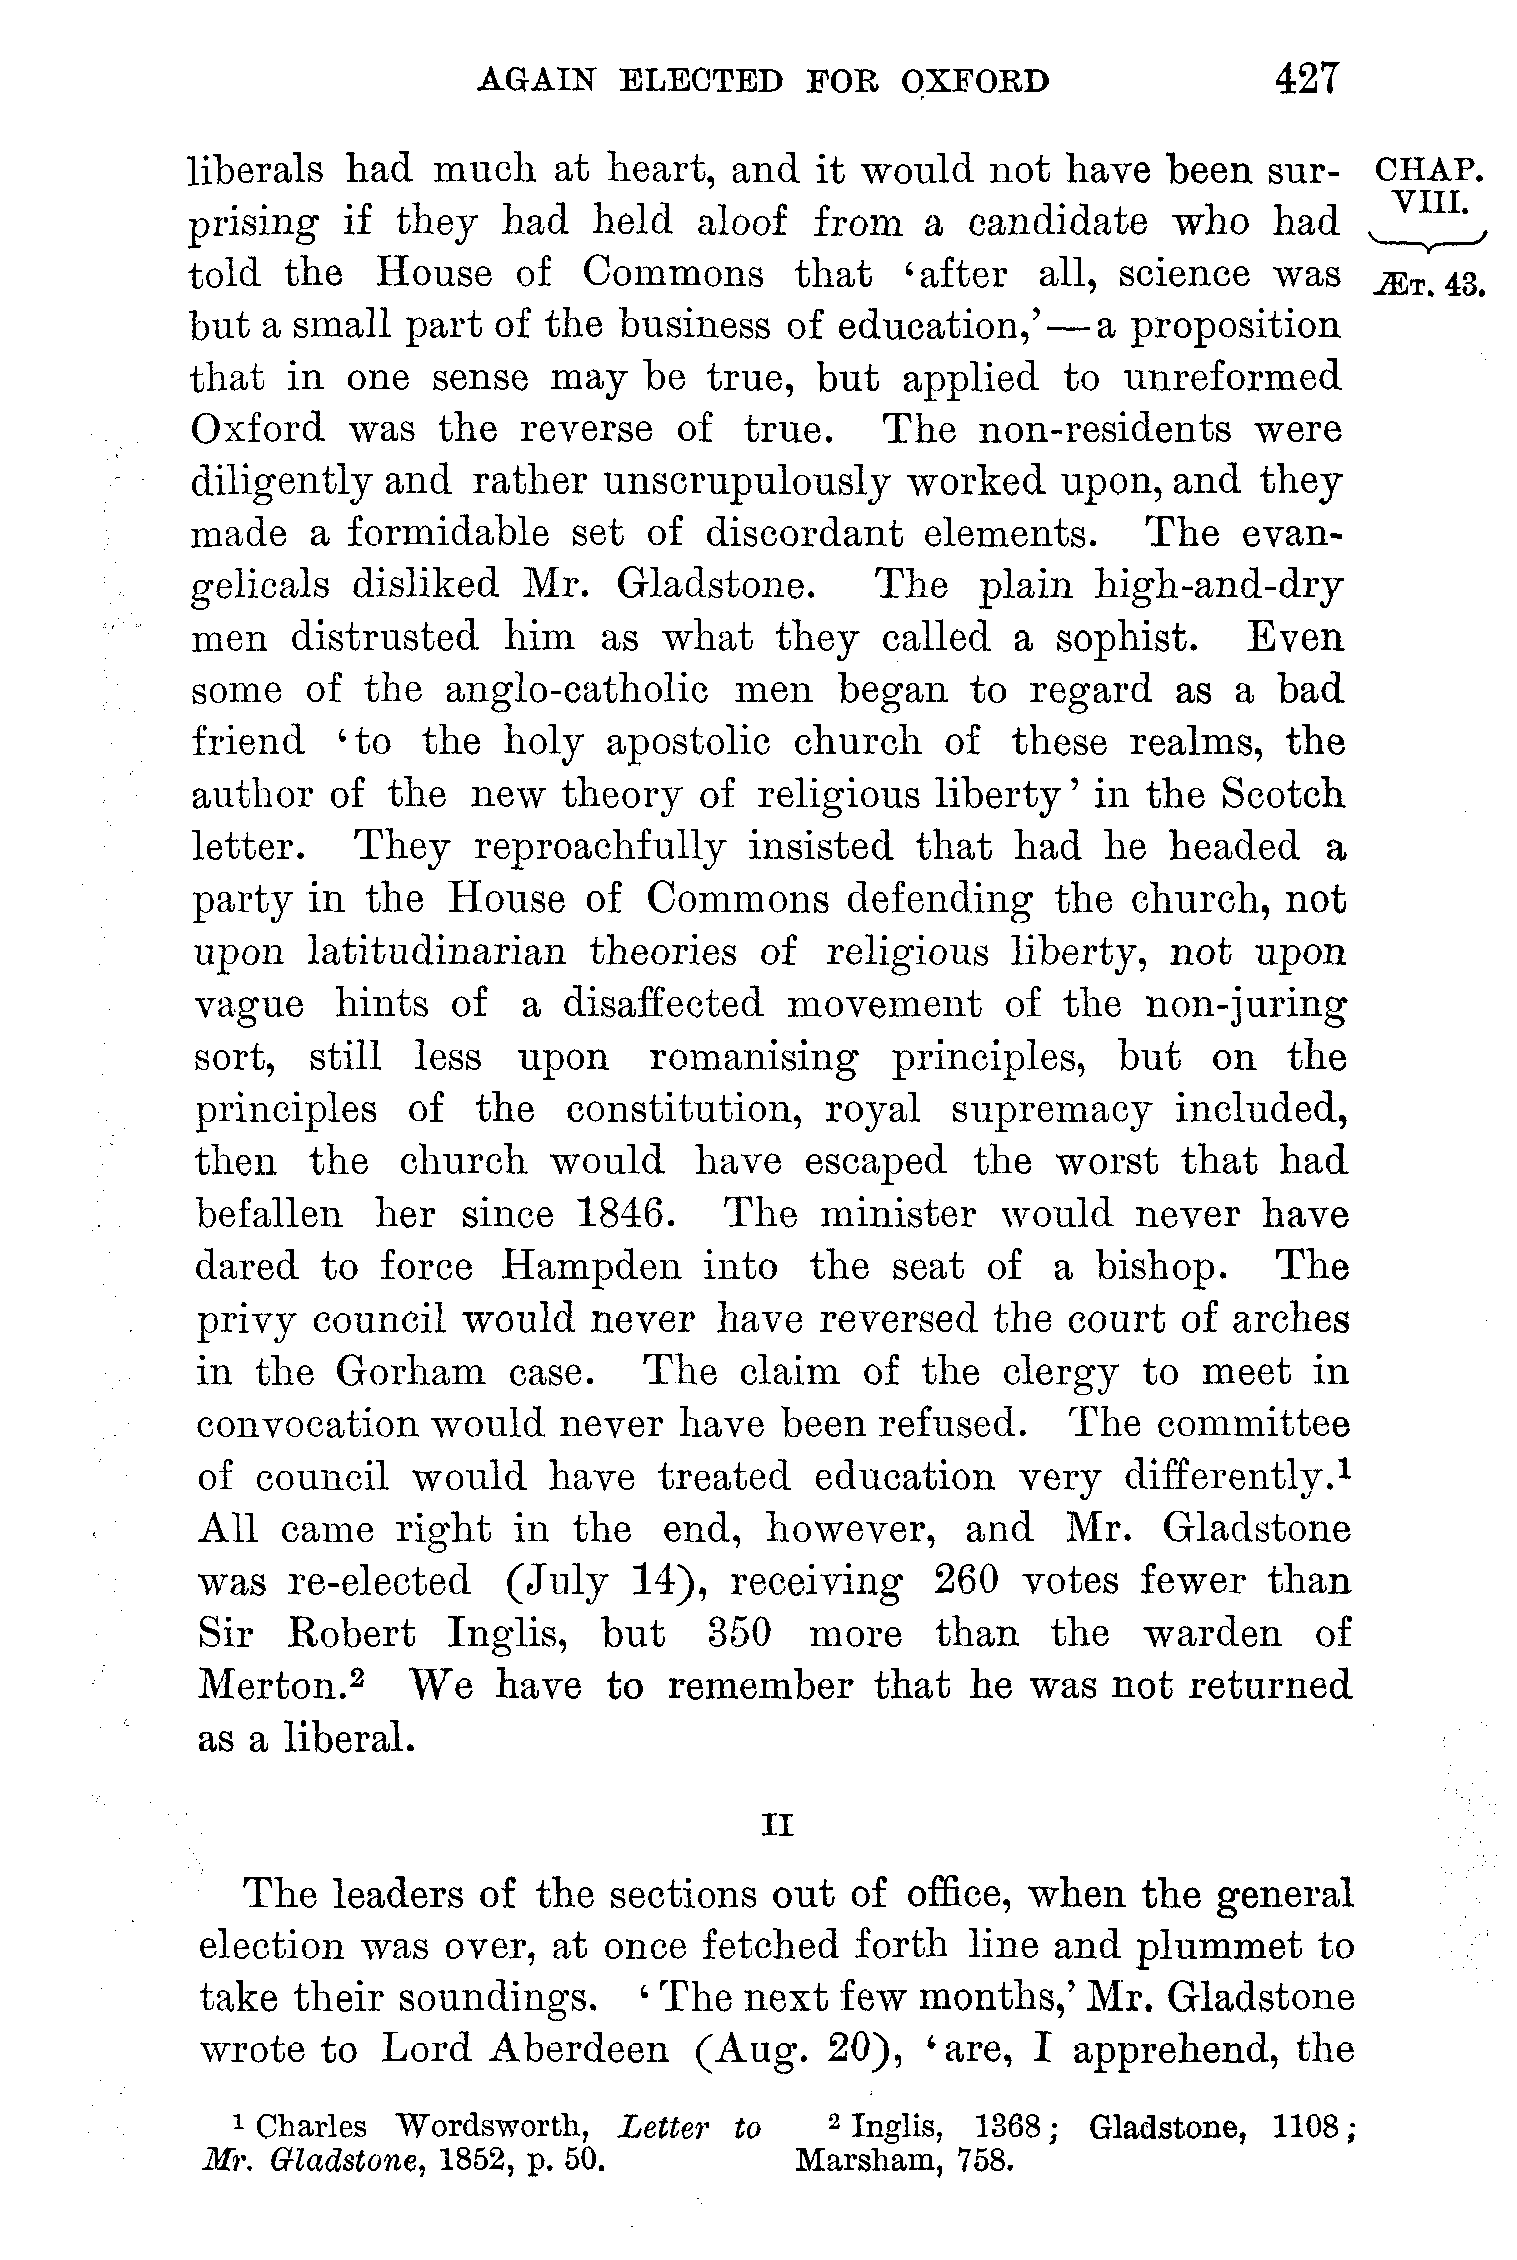 AGAIN ELECTED FOR OXFORD 427
liberals had much at heart, and it would not have been sur-
prising if they had held aloof from a candidate who had
told the House of Commons that ‘after all, science was
but a small part of the business of education,’—a proposition
that in one sense may be true, but applied to unreformed
Oxford was the reverse of true. The non-residents were
diligently and rather unscrupulously worked upon, and they
made a formidable set of discordant elements. The evan-
gelicals disliked Mr. Gladstone. The plain high-and-dry
men distrusted him as what they called a sophist. Even
some of the anglo-catholic men began to regard as a bad
friend ‘to the holy apostolic church of these realms, the
author of the new theory of religious liberty’ in the Scotch
letter. They reproachfully insisted that had he headed a
party in the House of Commons defending the church, not
upon latitudinarian theories of religious liberty, not upon
vague hints of a disaffected movement of the non-juring
sort, still less upon romanising principles, but on the
principles of the constitution, royal supremacy included,
then the church would have escaped the worst that had
befallen her since 1846. The minister would never have
dared to force Hampden into the seat of a bishop. The
privy council would never have reversed the court of arches
in the Gorham case. The claim of the clergy to meet in
convocation would never have been refused. The committee
of council would have treated education very differently.¹
All came right in the end, however, and Mr. Gladstone
was re-elected (July 14), receiving 260 votes fewer than
Sir Robert Inglis, but 350 more than the warden of
Merton.² We have to remember that he was not returned
as a liberal.
CHAP.
VIII.
Æt. 43.
II
The leaders of the sections out of office, when the general
election was over, at once fetched forth line and plummet to
take their soundings. ‘The next few months,’ Mr. Gladstone
wrote to Lord Aberdeen (Aug. 20), ‘are, I apprehend, the
¹ Charles Wordsworth, Letter to
Mr. Gladstone, 1852, p. 50.
² Inglis, 1368; Gladstone, 1108;
Marsham, 758.